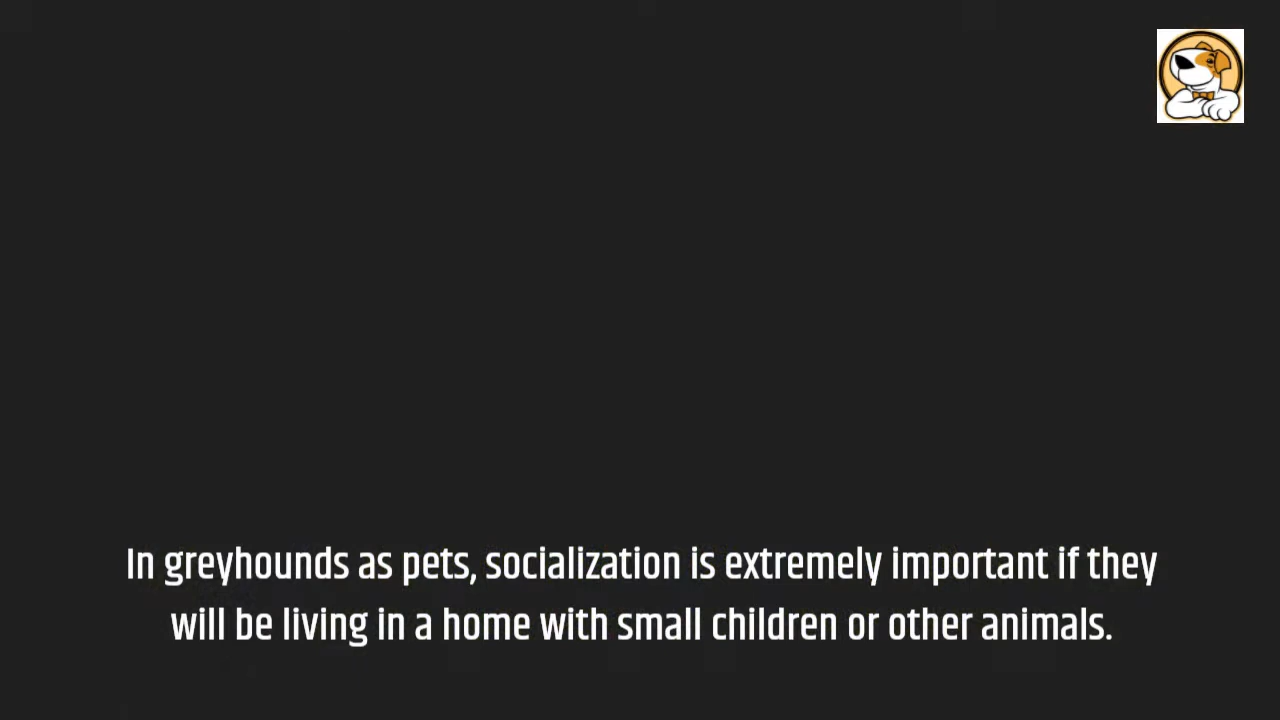 In greyhounds as pets, socialization is extremely important if they
will be living in a home with small children or other animals.